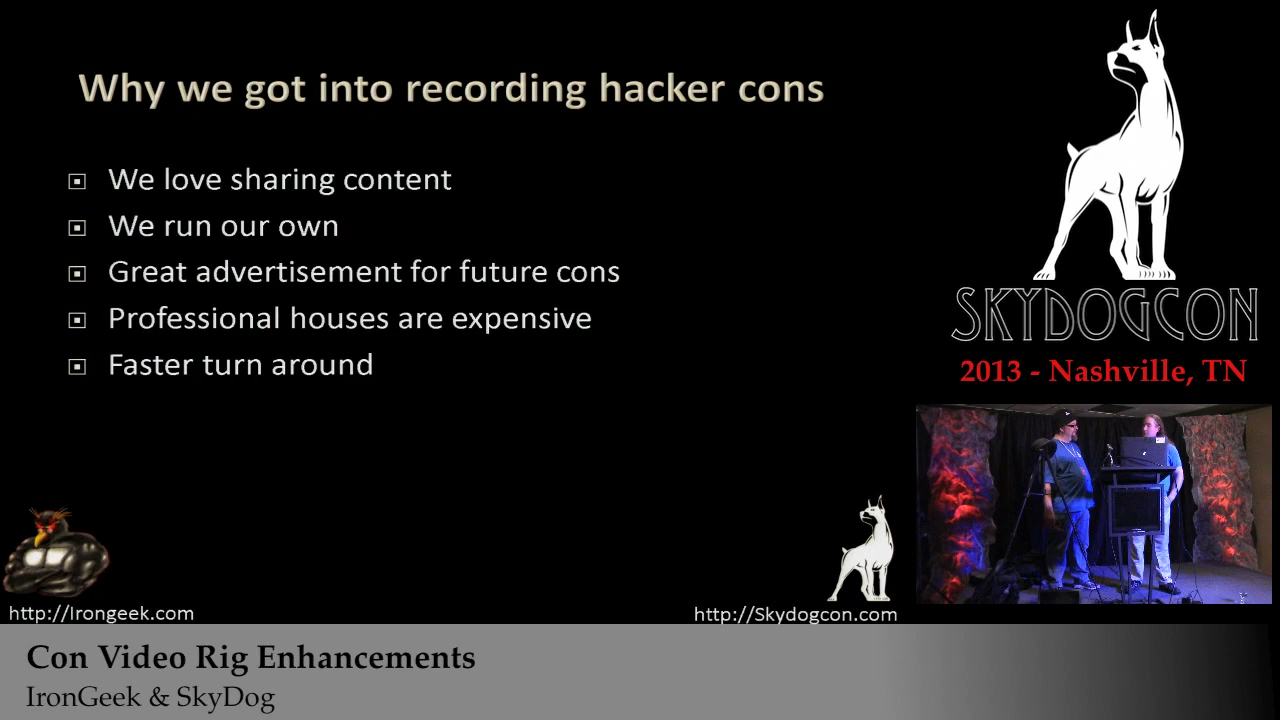 Why we got into recording hacker cons
We love sharing content
We run our own
Great advertisement for future cons
Professional houses are expensive
Faster turn around
http://Irongeek.com
http://Skydogcon.com
SKYDOGCON
2013 - Nashville, TN
Con Video Rig Enhancements
IronGeek & SkyDog